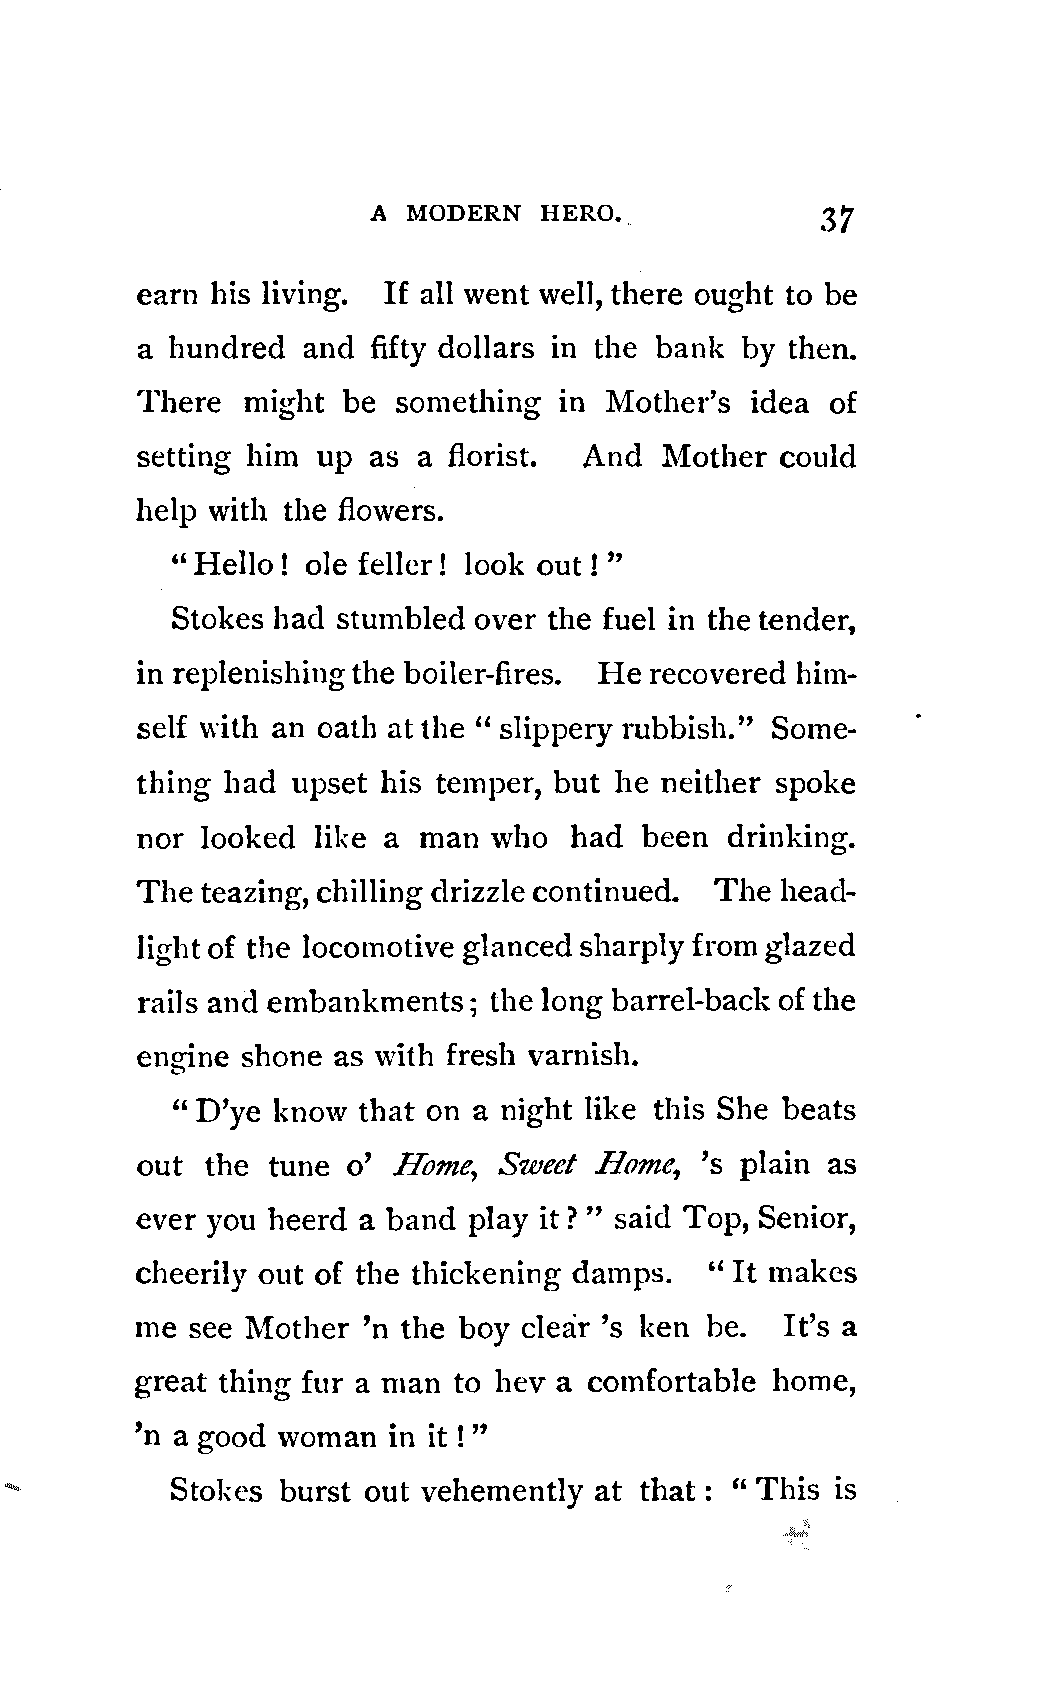 A MODERN HERO. 37
earn his living. If all went well, there ought to be
a hundred and fifty dollars in the bank by then.
There might be something in Mother's idea of
setting him up as a florist. And Mother could
help with the flowers.
"Hello! ole feller! look out!"
Stokes had stumbled over the fuel in the tender,
in replenishing the boiler-fires. He recovered him-
self with an oath at the "slippery rubbish." Some-
thing had upset his temper, but he neither spoke
nor looked like a man who had been drinking.
The teazing, chilling drizzle continued. The head-
light of the locomotive glanced sharply from glazed
rails and embankments; the long barrel-back of the
engine shone as with fresh varnish.
"D'ye know that on a night like this She beats
out the tune o' Home, Sweet Home, 's plain as
ever you heerd a band play it?" said Top, Senior,
cheerily out of the thickening damps. "It makes
me see Mother 'n the boy clear 's ken be. It's a
great thing fur a man to hev a comfortable home,
'n a good woman in it!"
Stokes burst out vehemently at that: "This is